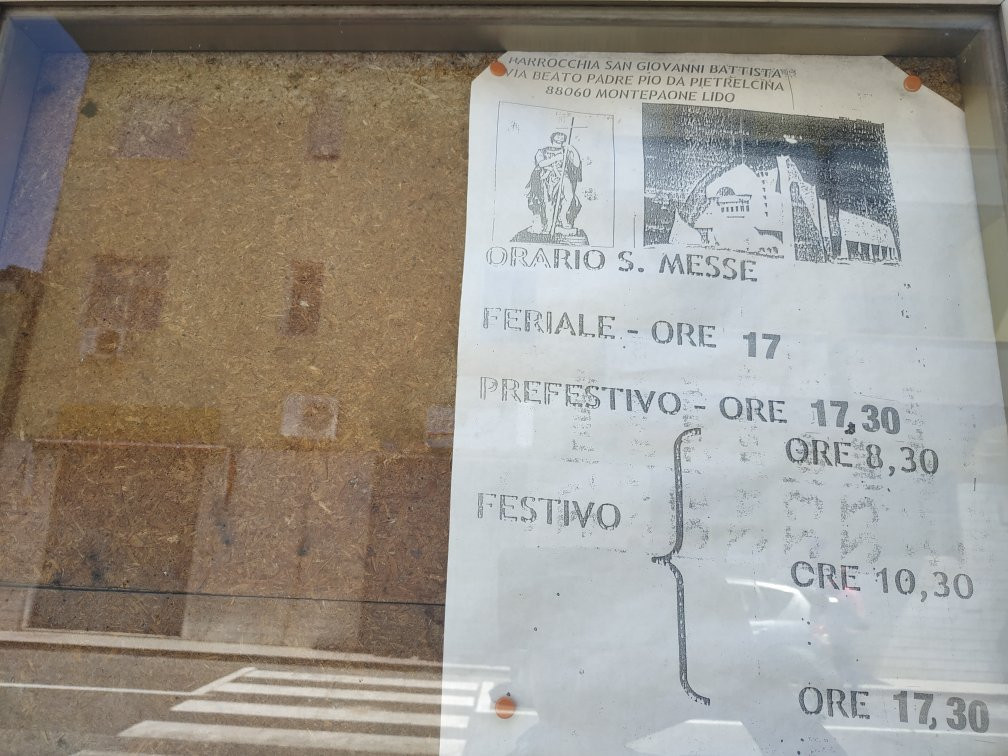 PARROCCHIA SAN GIOVANNI BATTISTA
VIA BEATO PADRE PIO DA PIETRELCINA
88060 MONTEPAONE LIDO
ORARIO S. MESSE
FERIALE - ORE 17
PREFESTIVO - ORE 17,30
FESTIVO
ORE 8,30
ORE 10,30
ORE 17,30